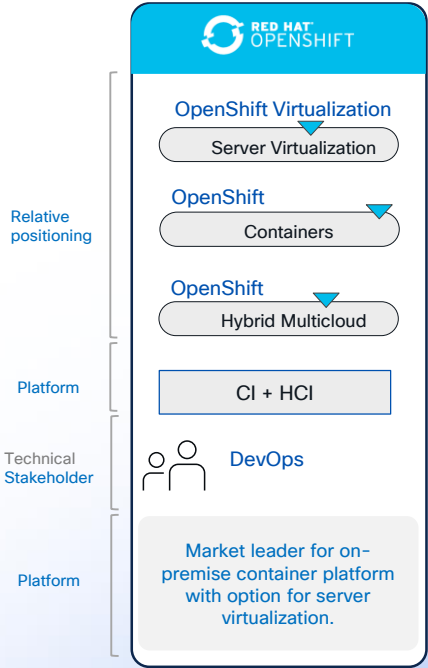 RED HAT
OPENSHIFT
OpenShift Virtualization
Server Virtualization
OpenShift
Containers
Relative
positioning
OpenShift
Hybrid Multicloud
Platform
CI + HCI
Technical
Stakeholder
DevOps
Platform
Market leader for on-
premise container platform
with option for server
virtualization.